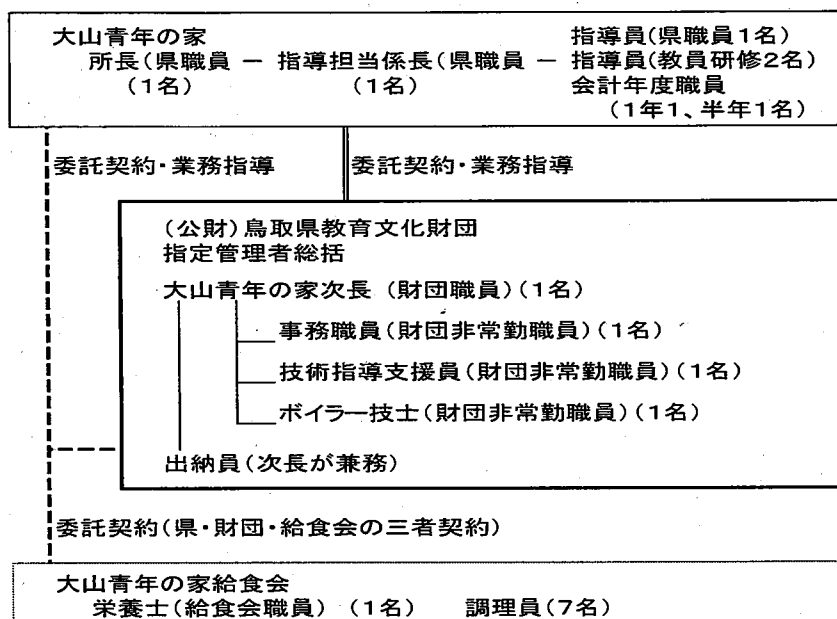 大山青年の家 指導員(県職員1名)
所長(県職員 － 指導担当係長(県職員 － 指導員(教員研修2名)
(1名) (1名) 会計年度職員
(1年1、半年1名)
委託契約・業務指導 委託契約・業務指導
(公財)鳥取県教育文化財団
指定管理者総括
大山青年の家次長 (財団職員)(1名)
事務職員(財団非常勤職員)(1名)
技術指導支援員(財団非常勤職員)(1名)
ボイラー技士(財団非常勤職員)(1名)
出納員(次長が兼務)
委託契約(県・財団・給食会の三者契約)
大山青年の家給食会
栄養士(給食会職員) (1名) 調理員(7名)